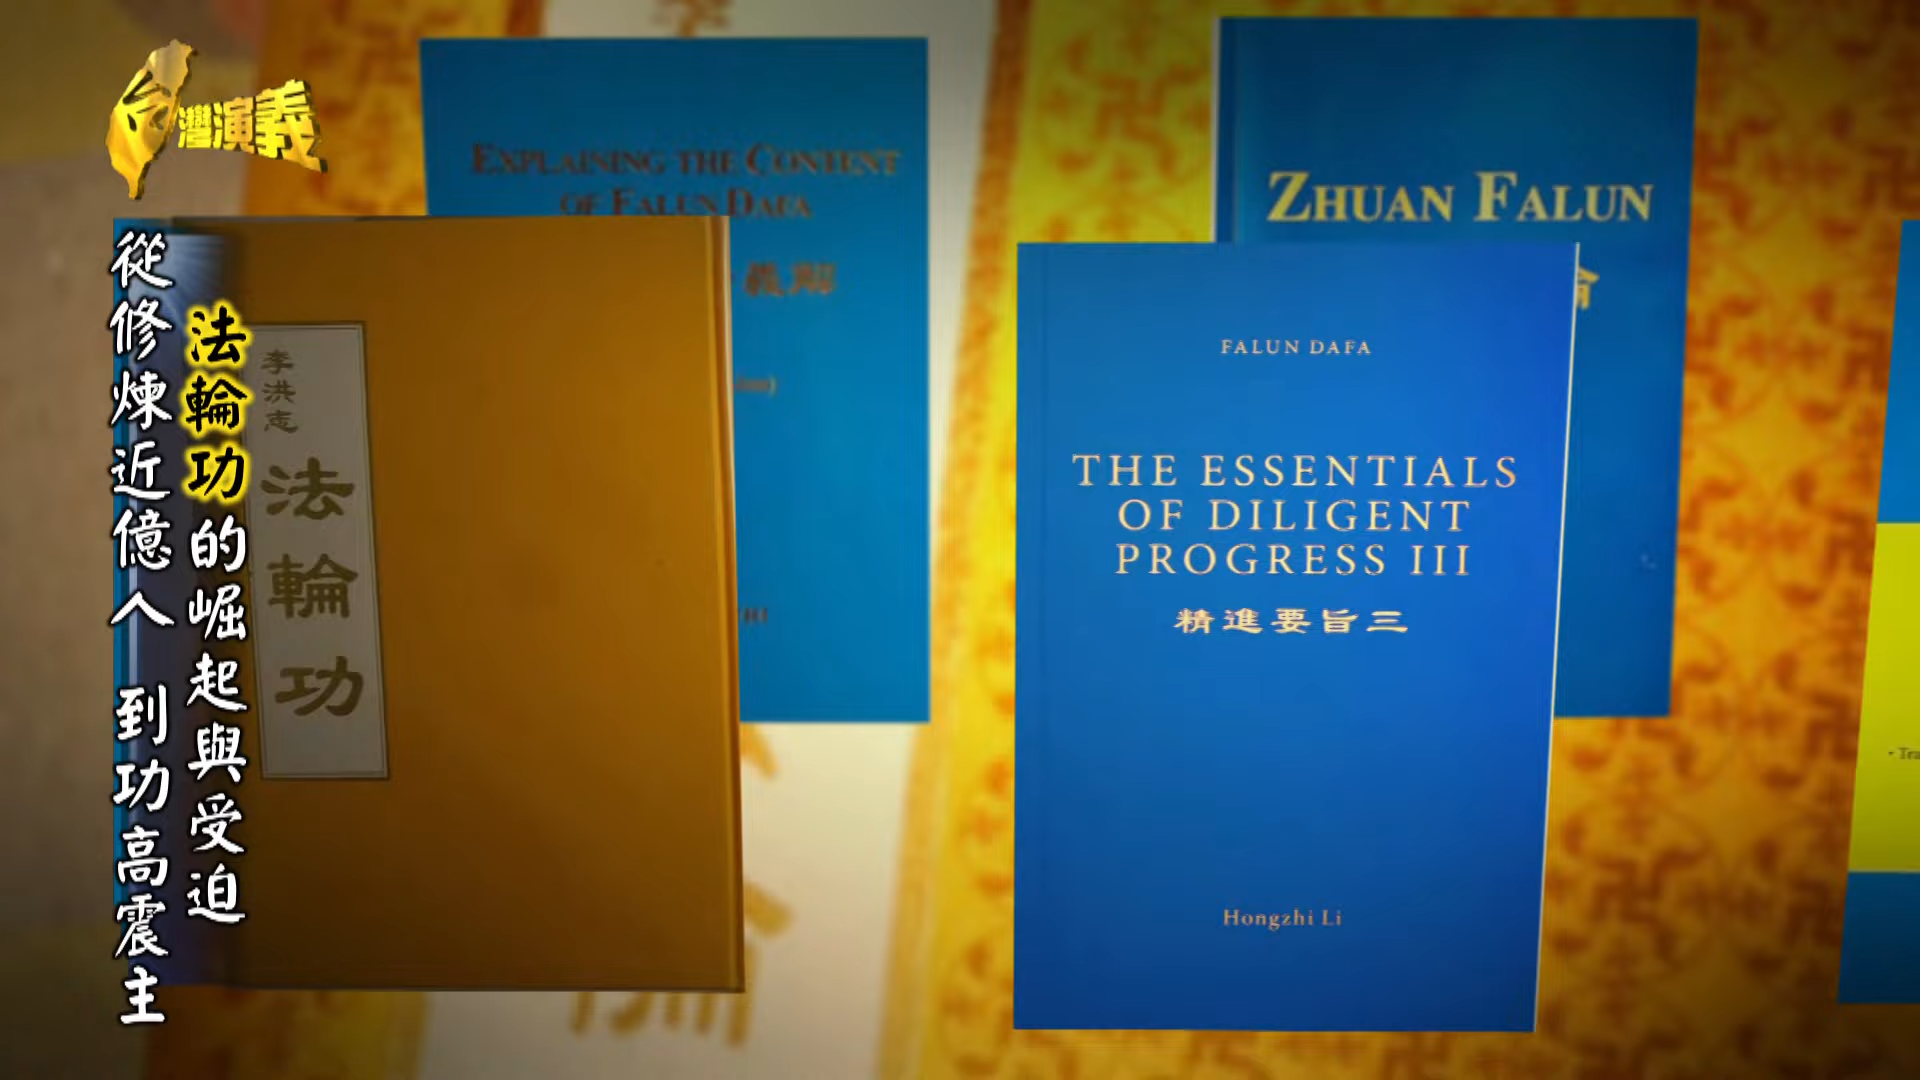 台灣演義
法輪功的崛起與受迫
從修煉近億人 到功高震主
EXPLAINING THE CONTENT
OF FALUN DAFA
義解
李洪志
法輪功
ZHUAN FALUN
FALUN DAFA
THE ESSENTIALS
OF DILIGENT
PROGRESS III
精進要旨三
Hongzhi Li